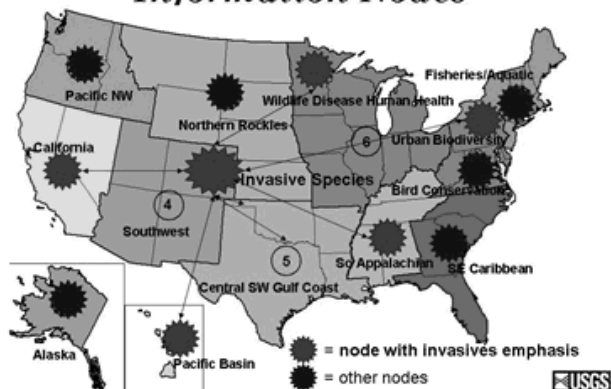 Information Nodes
Fisheries/Aquatic
Pacific NW
Wildlife Disease Human Health
Northern Rockies
Urban Biodiversity
California
6
Invasive Species
Bird Conservation
4
Southwest
5
So Appalachian
SE Caribbean
Central SW Gulf Coast
Alaska
Pacific Basin
= node with invasives emphasis
= other nodes
USGS